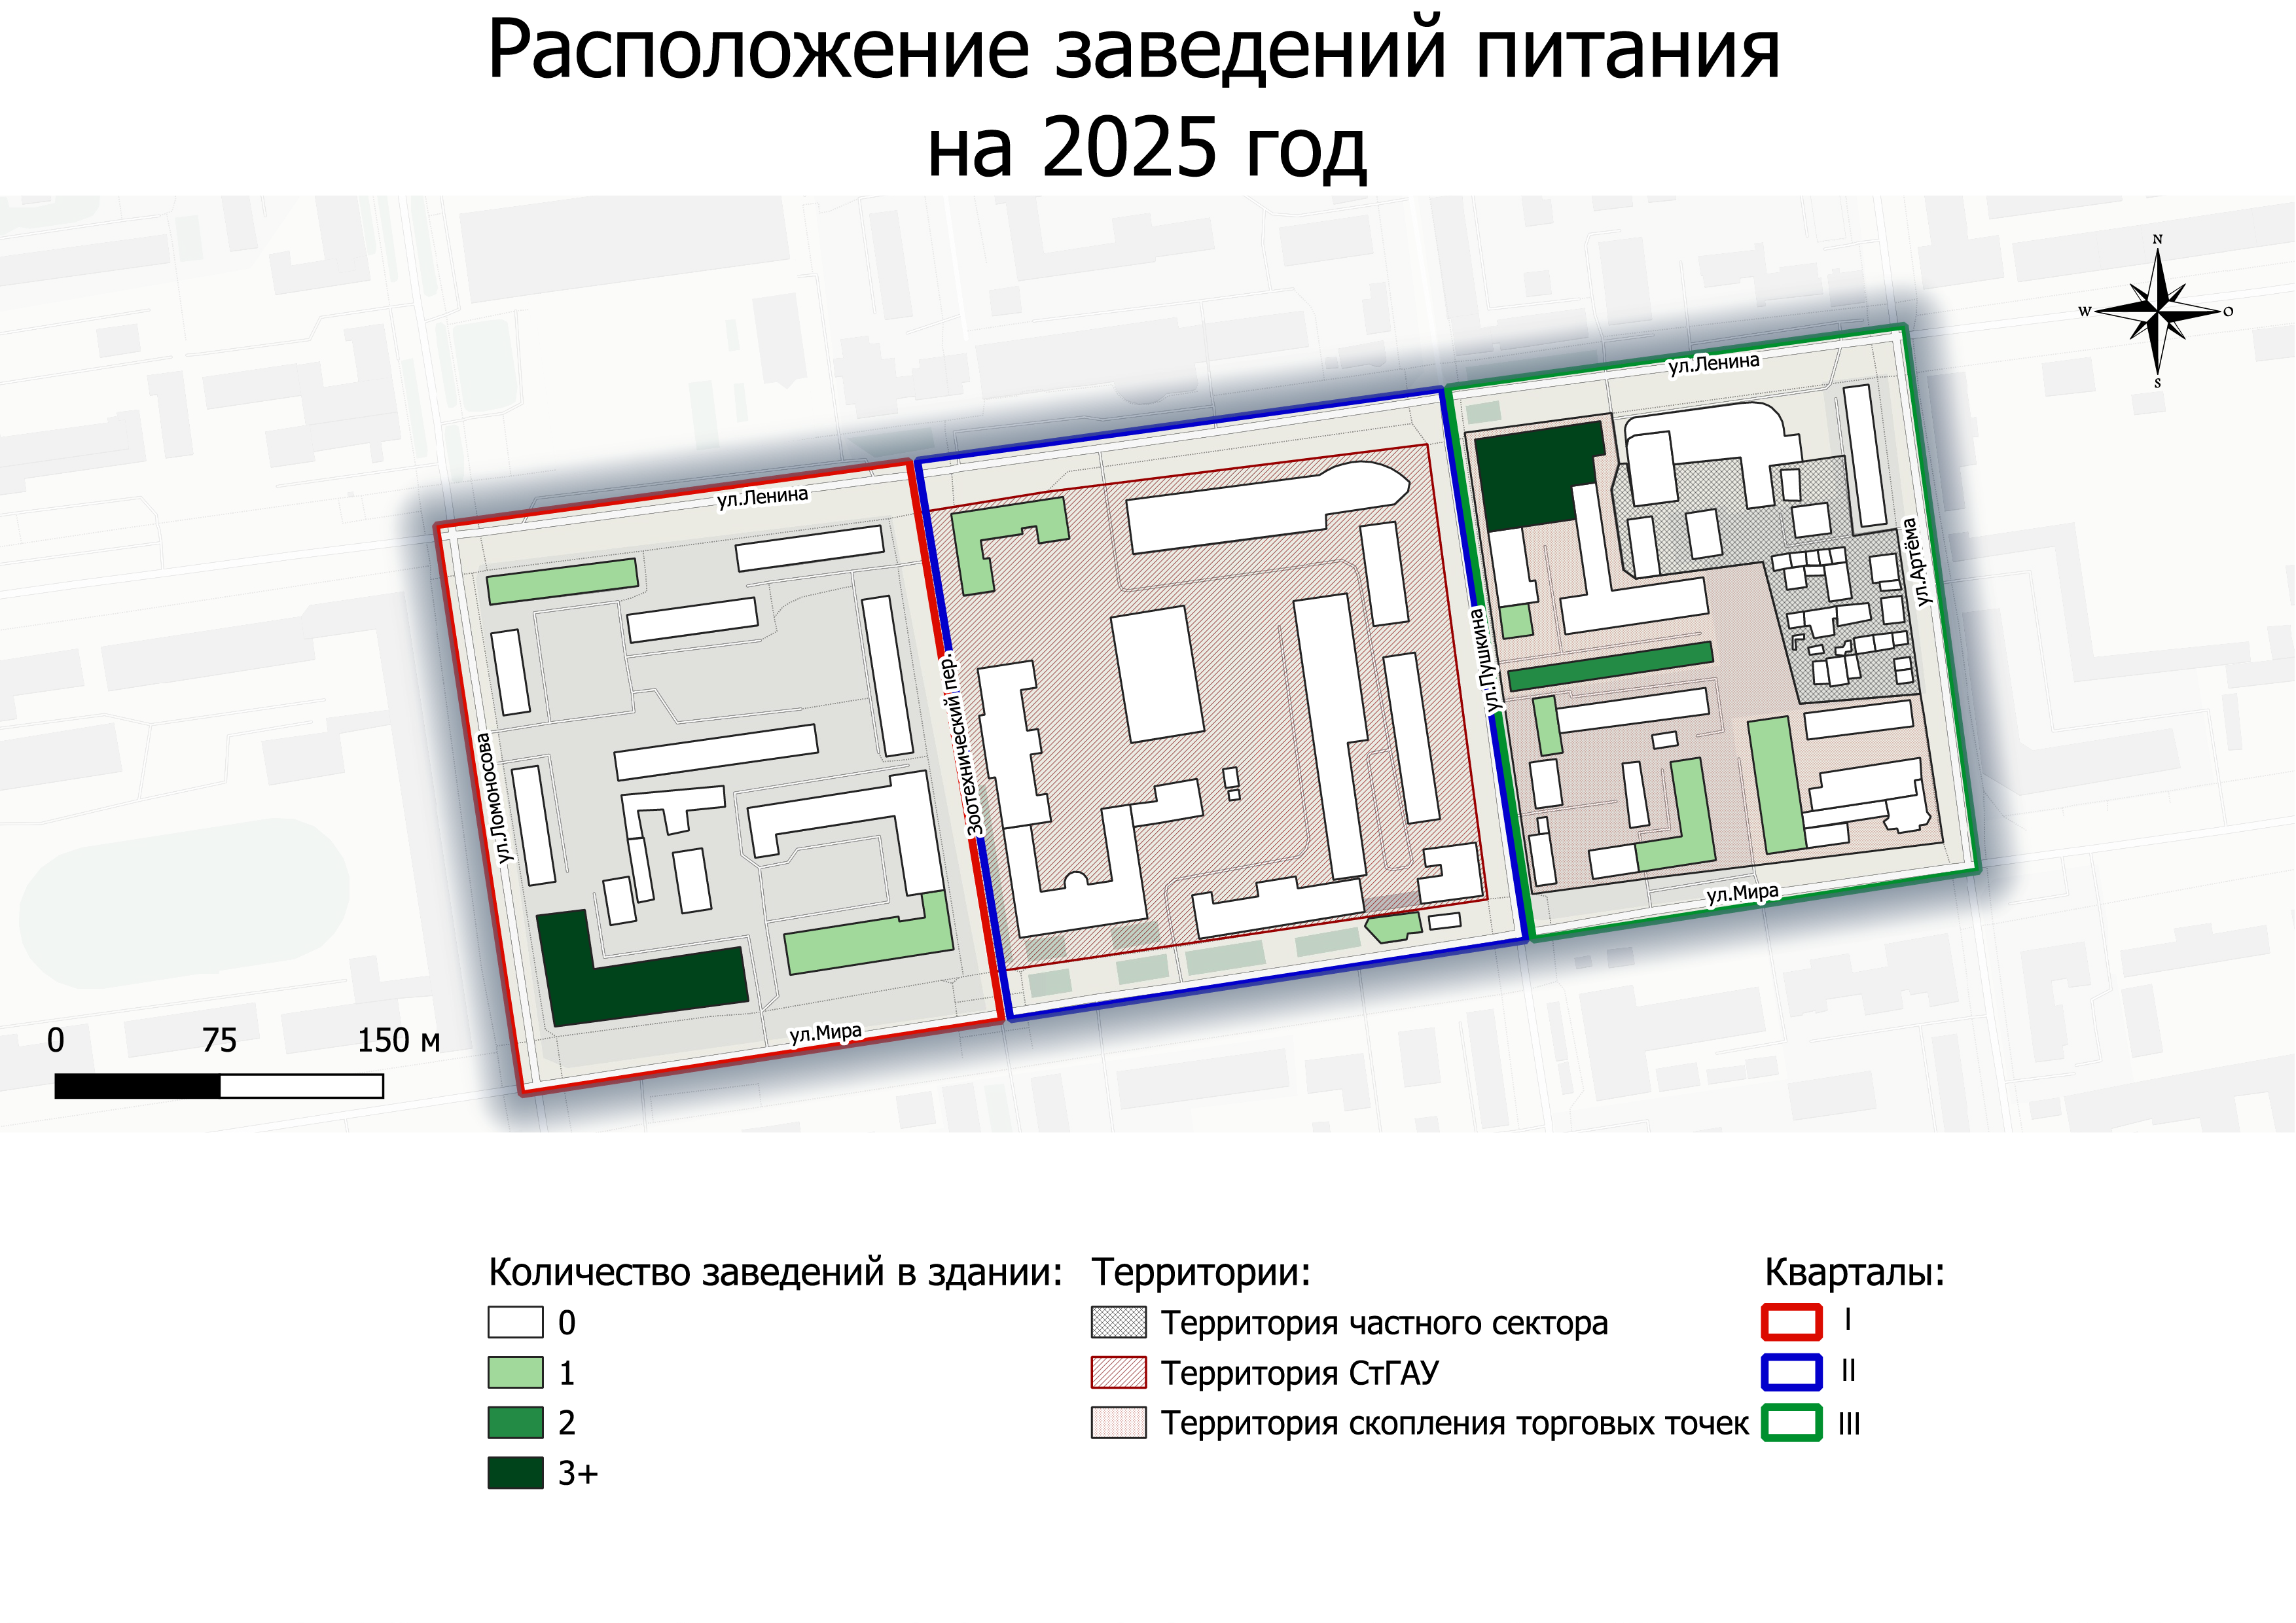 Расположение заведений питания
на 2025 год
N
W
O
S
ул.Ленина
ул.Ленина
ул.Артёма
ул.Пушкина
Зоотехнический пер.
ул.Ломоносова
ул.Мира
ул.Мира
0 75 150 м
Количество заведений в здании:
0
1
2
3+
Территории:
Территория частного сектора
Территория СтГАУ
Территория скопления торговых точек
Кварталы:
I
II
III